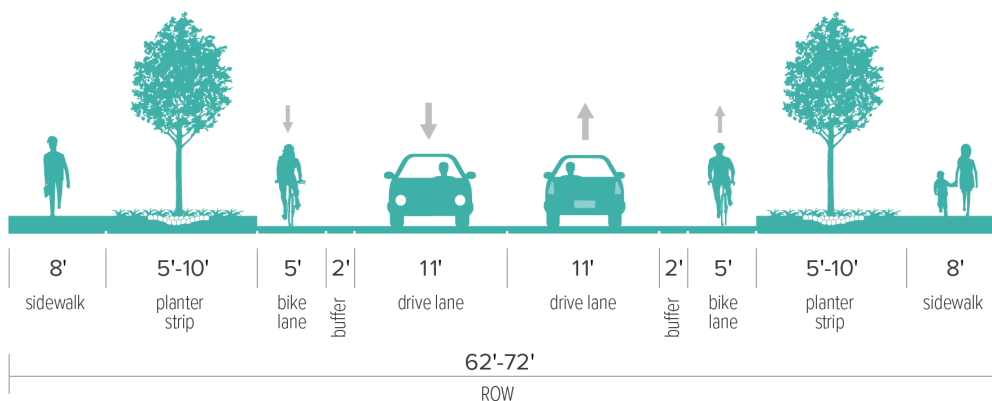 8' 5'-10' 5' 2' 11' 11' 2' 5' 5'-10' 8'
sidewalk planter strip bike lane buffer drive lane drive lane buffer bike lane planter strip sidewalk
62'-72'
ROW